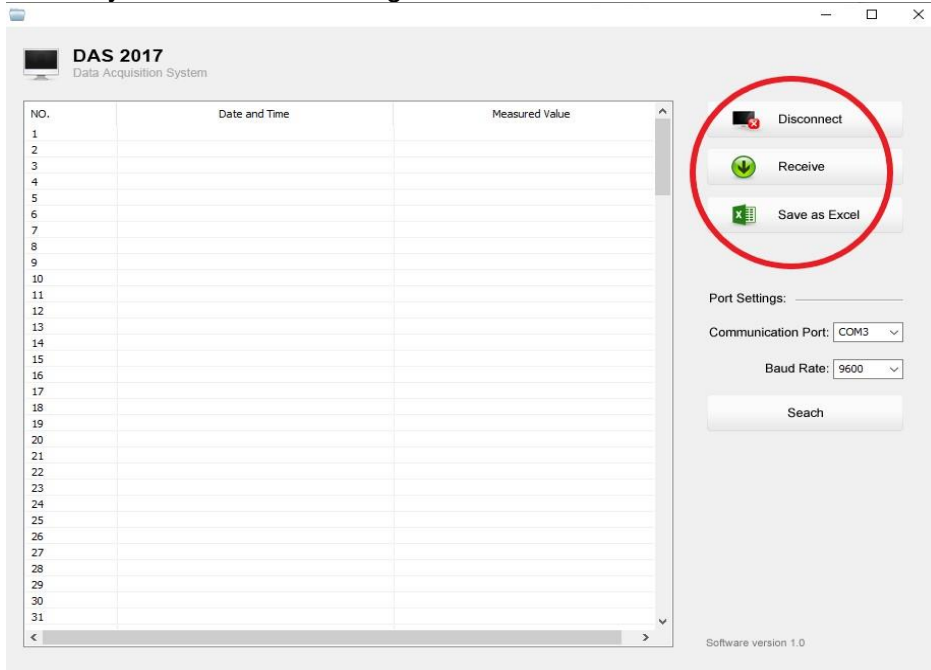 DAS 2017
Data Acquisition System
NO. Date and Time Measured Value
1
2
3
4
5
6
7
8
9
10
11
12
13
14
15
16
17
18
19
20
21
22
23
24
25
26
27
28
29
30
31
Disconnect
Receive
Save as Excel
Port Settings:
Communication Port: COM3
Baud Rate: 9600
Seach
Software version 1.0